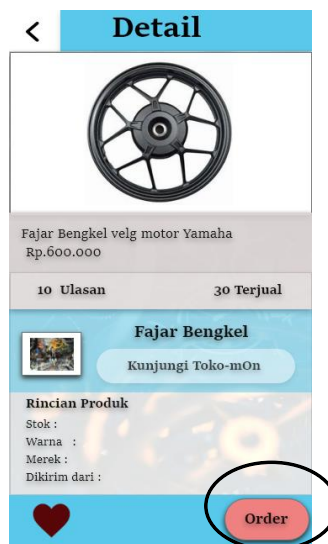 Detail
Fajar Bengkel velg motor Yamaha
Rp.600.000
10 Ulasan 30 Terjual
Fajar Bengkel
Kunjungi Toko-mOn
Rincian Produk
Stok :
Warna :
Merek :
Dikirim dari :
Order